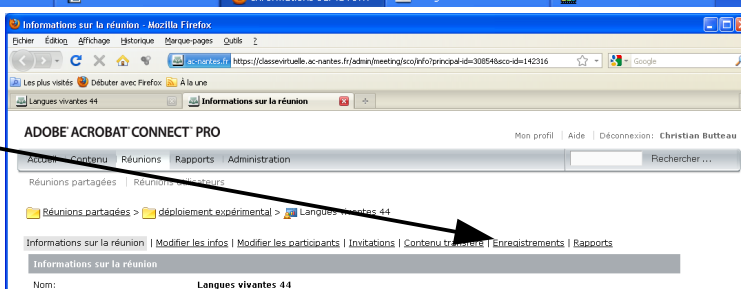 Informations sur la réunion - Mozilla Firefox
Fichier Édition Affichage Historique Marque-pages Outils ?
ac-nantes.fr https://classevirtuelle.ac-nantes.fr/admin/meeting/sco/info?principal-id=30854&sco-id=142316 Google
Les plus visités Débuter avec Firefox À la une
Langues vivantes 44 Informations sur la réunion
ADOBE® ACROBAT® CONNECT™ PRO
Mon profil | Aide | Déconnexion: Christian Butteau
Accueil Contenu Réunions Rapports Administration Rechercher ...
Réunions partagées | Réunions utilisateurs
Réunions partagées > déploiement expérimental > Langues vivantes 44
Informations sur la réunion | Modifier les infos | Modifier les participants | Invitations | Contenu transféré | Enregistrements | Rapports
Informations sur la réunion
Nom: Langues vivantes 44